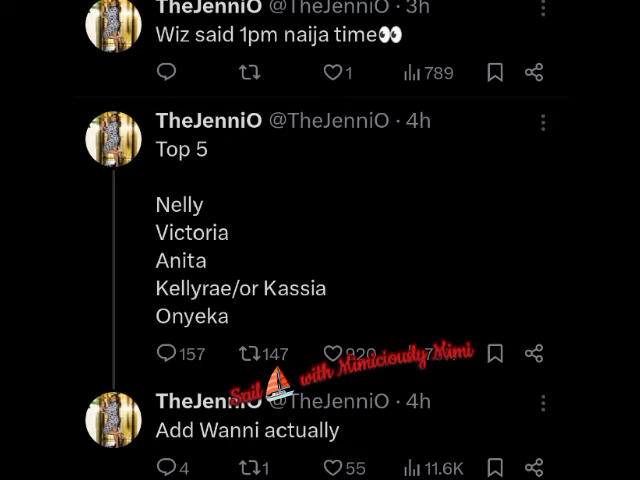 TheJenniO @TheJenniO · 3h
Wiz said 1pm naija time👀
1 789
TheJenniO @TheJenniO · 4h
Top 5
Nelly
Victoria
Anita
Kellyrae/or Kassia
Onyeka
157 147 920
Sail⛵ with Mimiciously Mimi
TheJenniO @TheJenniO · 4h
Add Wanni actually
4 1 55 11.6K